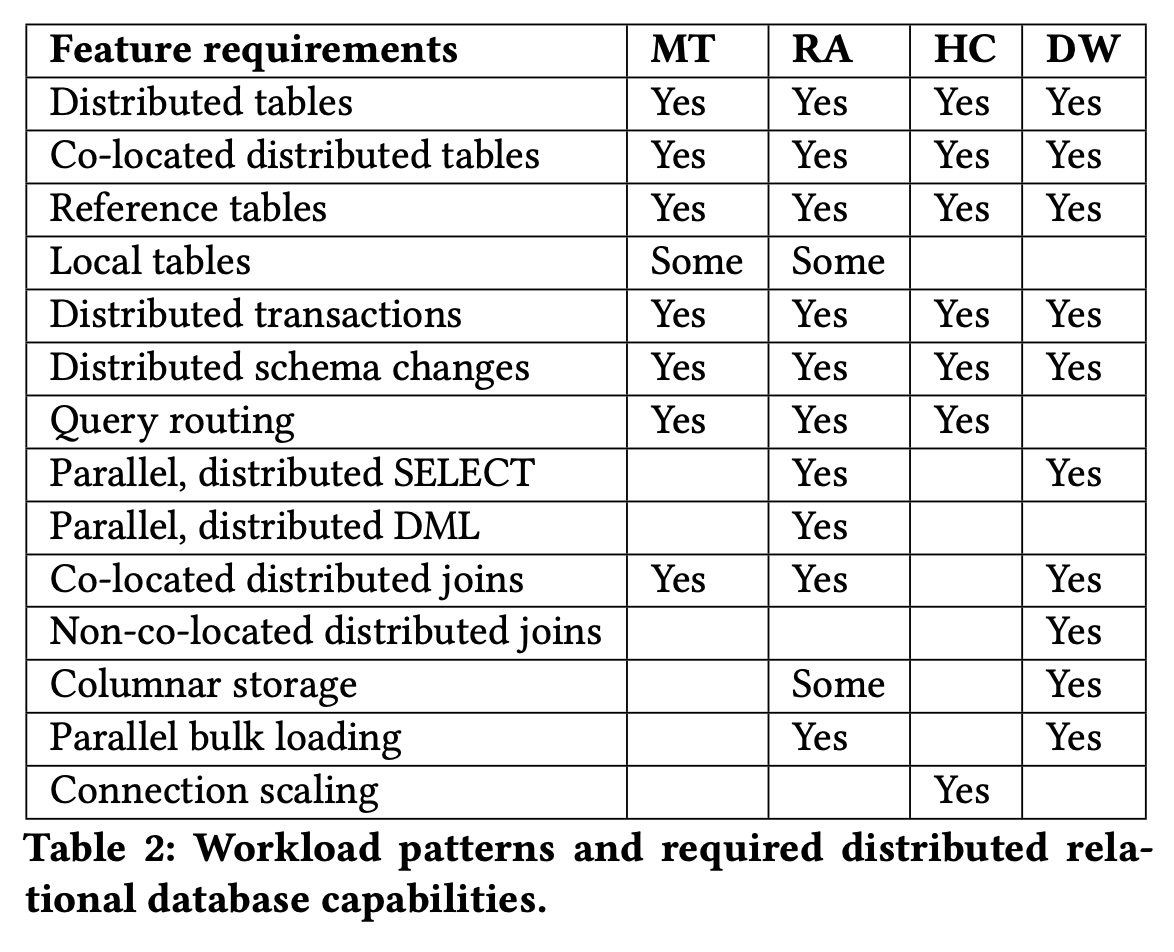 Feature requirements MT RA HC DW
Distributed tables Yes Yes Yes Yes
Co-located distributed tables Yes Yes Yes Yes
Reference tables Yes Yes Yes Yes
Local tables Some Some
Distributed transactions Yes Yes Yes Yes
Distributed schema changes Yes Yes Yes Yes
Query routing Yes Yes Yes
Parallel, distributed SELECT Yes Yes
Parallel, distributed DML Yes
Co-located distributed joins Yes Yes Yes
Non-co-located distributed joins Yes
Columnar storage Some Yes
Parallel bulk loading Yes Yes
Connection scaling Yes
Table 2: Workload patterns and required distributed rela-
tional database capabilities.